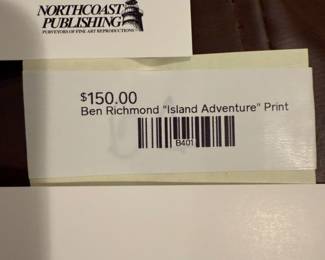 NORTHCOAST
PUBLISHING
PURVEYORS OF FINE ART REPRODUCTIONS
$150.00
Ben Richmond "Island Adventure" Print
B401